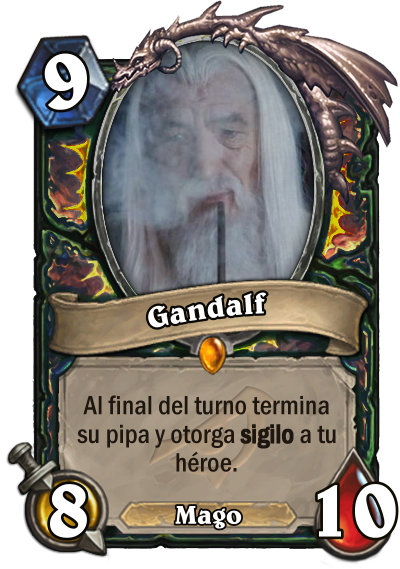 9
Gandalf
Al final del turno termina
su pipa y otorga sigilo a tu
héroe.
8
Mago
10